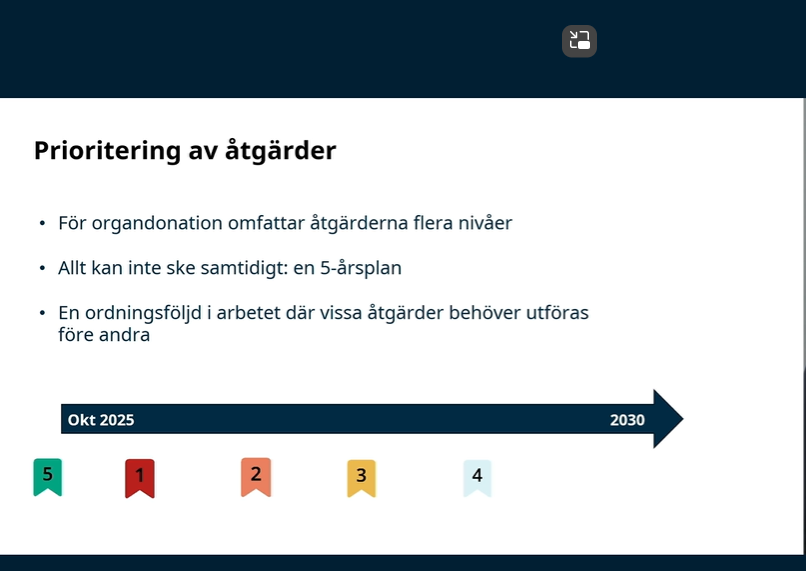 Prioritering av åtgärder
• För organdonation omfattar åtgärderna flera nivåer
• Allt kan inte ske samtidigt: en 5-årsplan
• En ordningsföljd i arbetet där vissa åtgärder behöver utföras
före andra
Okt 2025 2030
5 1 2 3 4